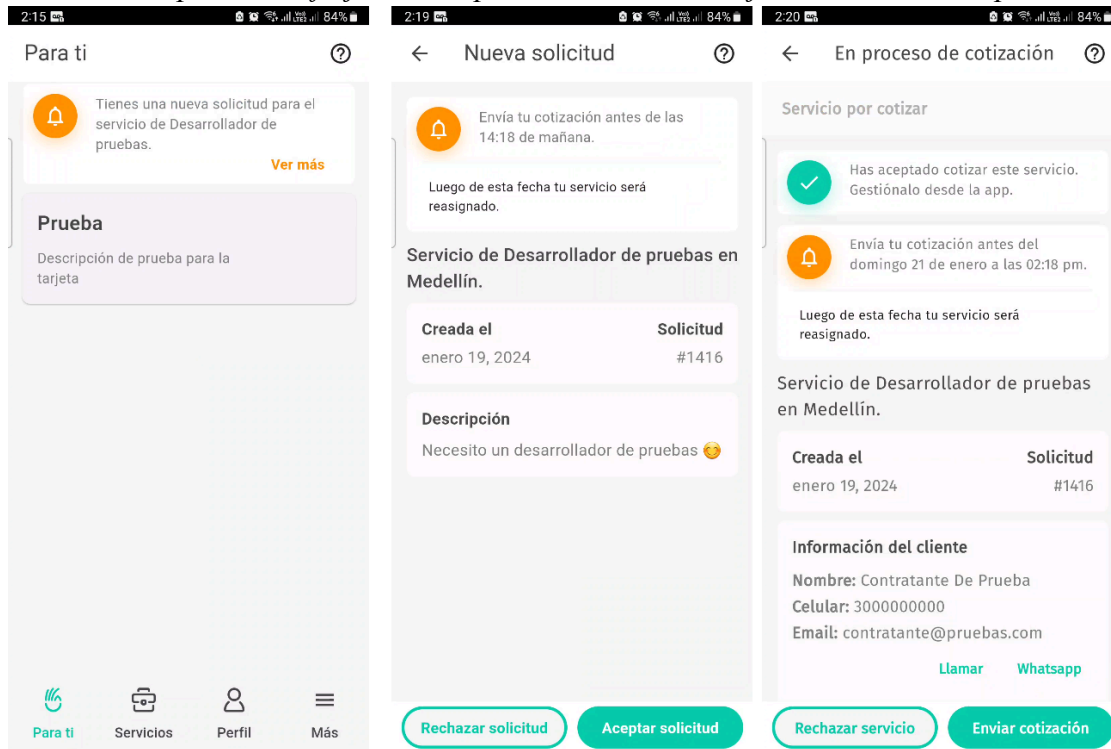 2:15
84%
Para ti
Tienes una nueva solicitud para el
servicio de Desarrollador de
pruebas.
Ver más
Prueba
Descripción de prueba para la
tarjeta
Para ti
Servicios
Perfil
Más
2:19
84%
Nueva solicitud
Envía tu cotización antes de las
14:18 de mañana.
Luego de esta fecha tu servicio será
reasignado.
Servicio de Desarrollador de pruebas en
Medellín.
Creada el Solicitud
enero 19, 2024 #1416
Descripción
Necesito un desarrollador de pruebas 😊
Rechazar solicitud Aceptar solicitud
2:20
84%
En proceso de cotización
Servicio por cotizar
Has aceptado cotizar este servicio.
Gestiónalo desde la app.
Envía tu cotización antes del
domingo 21 de enero a las 02:18 pm.
Luego de esta fecha tu servicio será
reasignado.
Servicio de Desarrollador de pruebas
en Medellín.
Creada el Solicitud
enero 19, 2024 #1416
Información del cliente
Nombre: Contratante De Prueba
Celular: 3000000000
Email: contratante@pruebas.com
Llamar Whatsapp
Rechazar servicio Enviar cotización